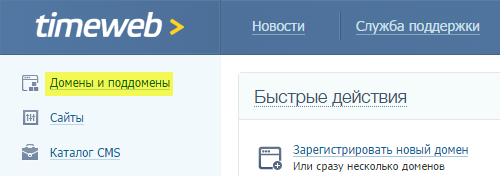 timeweb >
Новости
Служба поддержки
Домены и поддомены
Сайты
Каталог CMS
Быстрые действия
Зарегистрировать новый домен
Или сразу несколько доменов